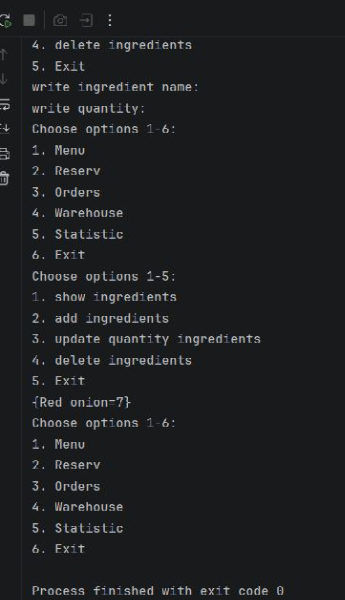 4. delete ingredients
5. Exit
write ingredient name:
write quantity:
Choose options 1-6:
1. Menu
2. Reserv
3. Orders
4. Warehouse
5. Statistic
6. Exit
Choose options 1-5:
1. show ingredients
2. add ingredients
3. update quantity ingredients
4. delete ingredients
5. Exit
{Red onion=7}
Choose options 1-6:
1. Menu
2. Reserv
3. Orders
4. Warehouse
5. Statistic
6. Exit
Process finished with exit code 0